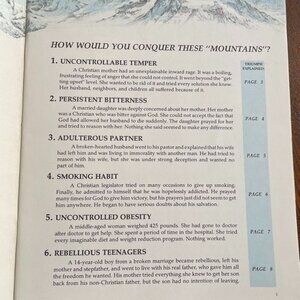 HOW WOULD YOU CONQUER THESE "MOUNTAINS"?
TRIUMPH
EXPLAINED
1. UNCONTROLLABLE TEMPER
A Christian mother had an unexplainable inward rage. It was a boiling,
frustrating feeling of anger that she could not control. It went beyond the "get-
ting upset" level. She wanted to be rid of it and tried every solution she knew.
Her husband, neighbors, and children all suffered because of it.
PAGE 3
2. PERSISTENT BITTERNESS
A married daughter was deeply concerned about her mother. Her mother
was a Christian who was bitter against God. She could not accept the fact that
God had allowed her husband to die suddenly. The daughter prayed for her
and tried to reason with her. Nothing she said seemed to make any difference.
PAGE 4
3. ADULTEROUS PARTNER
A broken-hearted husband went to his pastor and explained that his wife had
left him and was living in immorality with another man. He had tried to
reason with his wife, but she was under strong deception and wanted no
part of him.
PAGE 5
4. SMOKING HABIT
A Christian legislator tried on many occasions to give up smoking.
Finally, he admitted to himself that he was hopelessly addicted. He prayed
many times for God to give him victory, but his prayers just did not seem to get
him anywhere. He began to have serious doubts about his salvation.
PAGE 6
5. UNCONTROLLED OBESITY
A middle-aged woman weighed 425 pounds. She had gone to doctor
after doctor to get help. She spent a period of time in the hospital. She tried
every imaginable diet and weight reduction program. Nothing worked.
PAGE 7
6. REBELLIOUS TEENAGERS
A 14-year-old boy from a broken marriage became rebellious, left his
mother and stepfather, and went to live with his real father, who gave him all
the freedom he wanted. His mother tried everything she knew to get her son
back from his non-Christian father, but the son had no intention of leaving.
PAGE 8